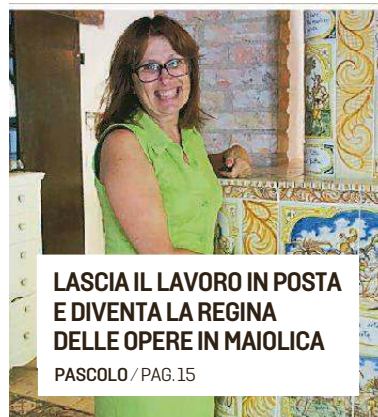 LASCIA IL LAVORO IN POSTA
E DIVENTA LA REGINA
DELLE OPERE IN MAIOLICA
PASCOLO / PAG. 15